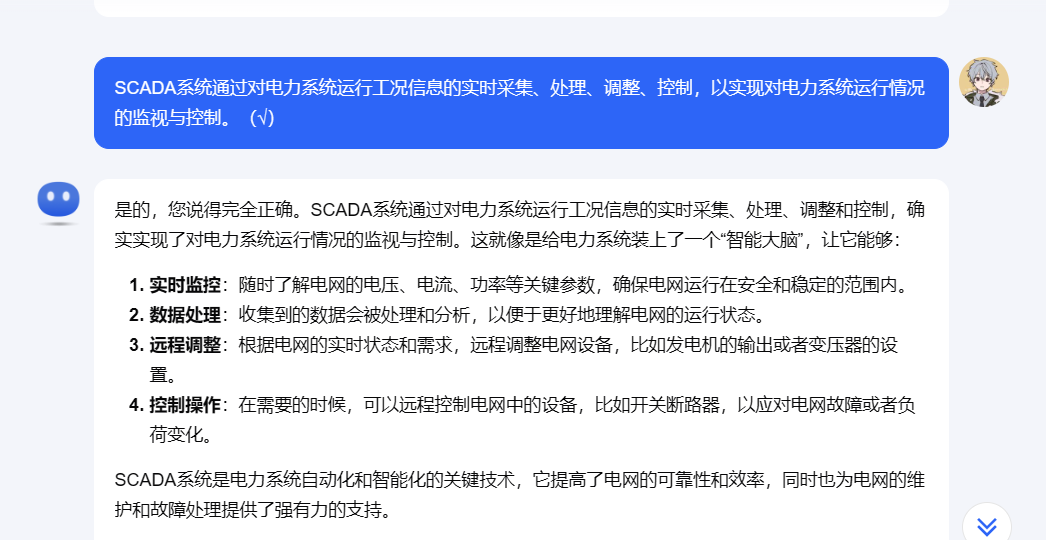 SCADA系统通过对电力系统运行工况信息的实时采集、处理、调整、控制，以实现对电力系统运行情况
的监视与控制。（√）
是的，您说得完全正确。SCADA系统通过对电力系统运行工况信息的实时采集、处理、调整和控制，确
实实现了对电力系统运行情况的监视与控制。这就像是给电力系统装上了一个“智能大脑”，让它能够：
1. 实时监控：随时了解电网的电压、电流、功率等关键参数，确保电网运行在安全和稳定的范围内。
2. 数据处理：收集到的数据会被处理和分析，以便于更好地理解电网的运行状态。
3. 远程调整：根据电网的实时状态和需求，远程调整电网设备，比如发电机的输出或者变压器的设
置。
4. 控制操作：在需要的时候，可以远程控制电网中的设备，比如开关断路器，以应对电网故障或者负
荷变化。
SCADA系统是电力系统自动化和智能化的关键技术，它提高了电网的可靠性和效率，同时也为电网的维
护和故障处理提供了强有力的支持。